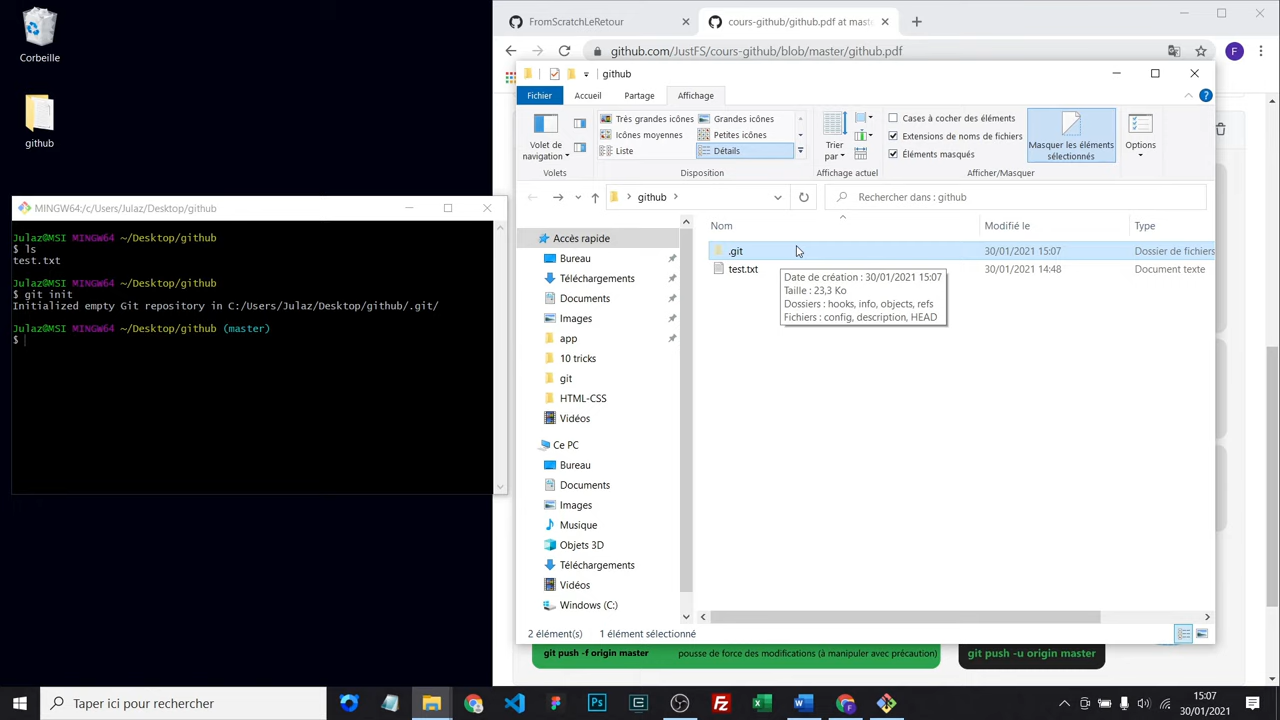 Corbeille
github
MINGW64:/c/Users/Julaz/Desktop/github
Julaz@MSI MINGW64 ~/Desktop/github
$ ls
test.txt
Julaz@MSI MINGW64 ~/Desktop/github
$ git init
Initialized empty Git repository in C:/Users/Julaz/Desktop/github/.git/
Julaz@MSI MINGW64 ~/Desktop/github (master)
$
FromScratchLeRetour
cours-github/github.pdf at mast
github.com/JustFS/cours-github/blob/master/github.pdf
F
github
Fichier
Accueil
Partage
Affichage
Volet de navigation
Très grandes icônes
Grandes icônes
Icônes moyennes
Petites icônes
Liste
Détails
Trier par
Cases à cocher des éléments
Extensions de noms de fichiers
Éléments masqués
Masquer les éléments sélectionnés
Options
Volets
Disposition
Affichage actuel
Afficher/Masquer
github
Rechercher dans : github
Nom
Modifié le
Type
.git
30/01/2021 15:07
Dossier de fichiers
test.txt
30/01/2021 14:48
Document texte
Date de création : 30/01/2021 15:07
Taille : 23,3 Ko
Dossiers : hooks, info, objects, refs
Fichiers : config, description, HEAD
Accès rapide
Bureau
Téléchargements
Documents
Images
app
10 tricks
git
HTML-CSS
Vidéos
Ce PC
Bureau
Documents
Images
Musique
Objets 3D
Téléchargements
Vidéos
Windows (C:)
2 élément(s)
1 élément sélectionné
git push -f origin master
pousse de force des modifications (à manipuler avec précaution)
git push -u origin master
Taper ici pour rechercher
15:07
30/01/2021